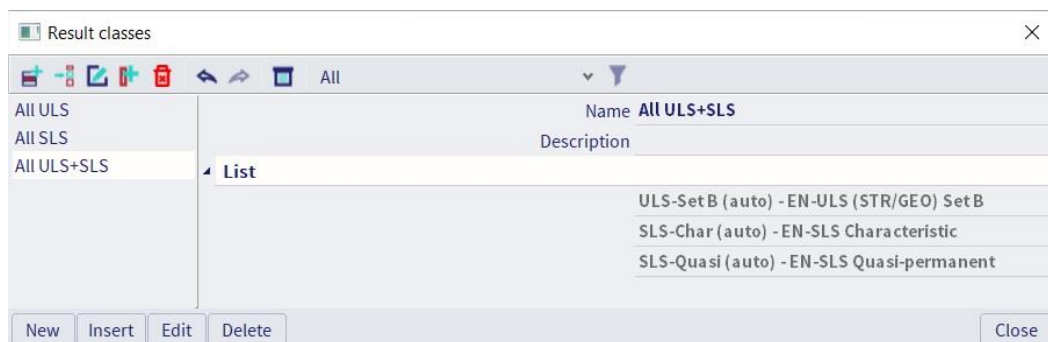 Result classes
All
All ULS
All SLS
All ULS+SLS
Name All ULS+SLS
Description
List
ULS-Set B (auto) - EN-ULS (STR/GEO) Set B
SLS-Char (auto) - EN-SLS Characteristic
SLS-Quasi (auto) - EN-SLS Quasi-permanent
New Insert Edit Delete Close